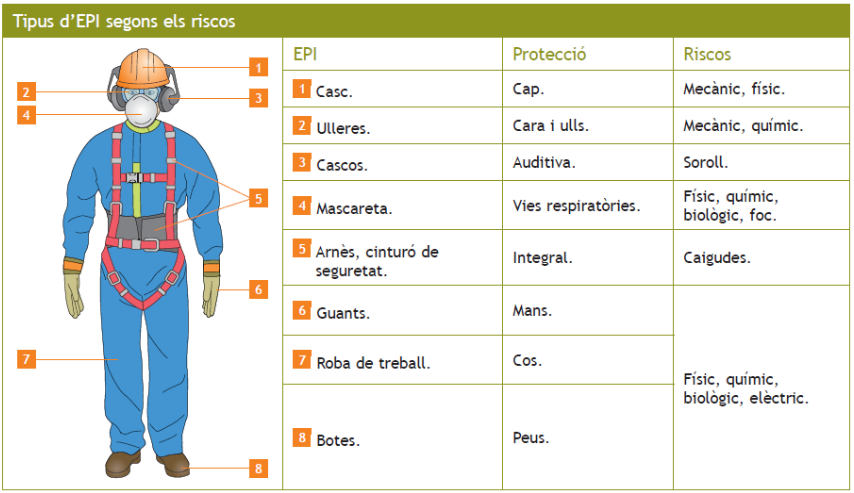 Tipus d’EPI segons els riscos
EPI Protecció Riscos
1 Casc. Cap. Mecànic, físic.
2 Ulleres. Cara i ulls. Mecànic, químic.
3 Cascos. Auditiva. Soroll.
4 Mascareta. Vies respiratòries. Físic, químic,
biològic, foc.
5 Arnès, cinturó de
seguretat. Integral. Caigudes.
6 Guants. Mans.
7 Roba de treball. Cos.
Físic, químic,
biològic, elèctric.
8 Botes. Peus.
1
2
3
4
5
6
7
8